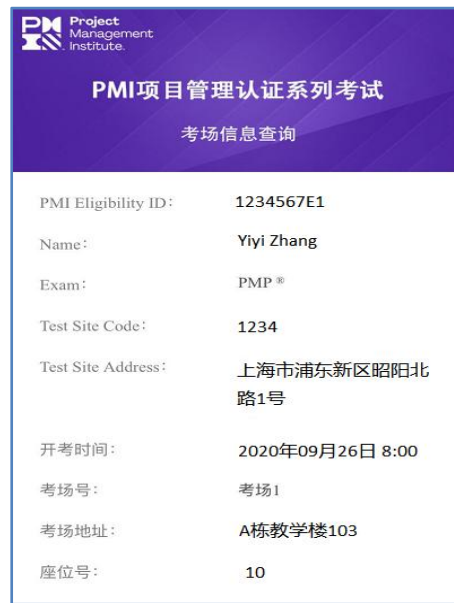 Project
Management
Institute.
PMI项目管理认证系列考试
考场信息查询
PMI Eligibility ID: 1234567E1
Name: Yiyi Zhang
Exam: PMP ®
Test Site Code: 1234
Test Site Address: 上海市浦东新区昭阳北
路1号
开考时间: 2020年09月26日 8:00
考场号: 考场1
考场地址: A栋教学楼103
座位号: 10